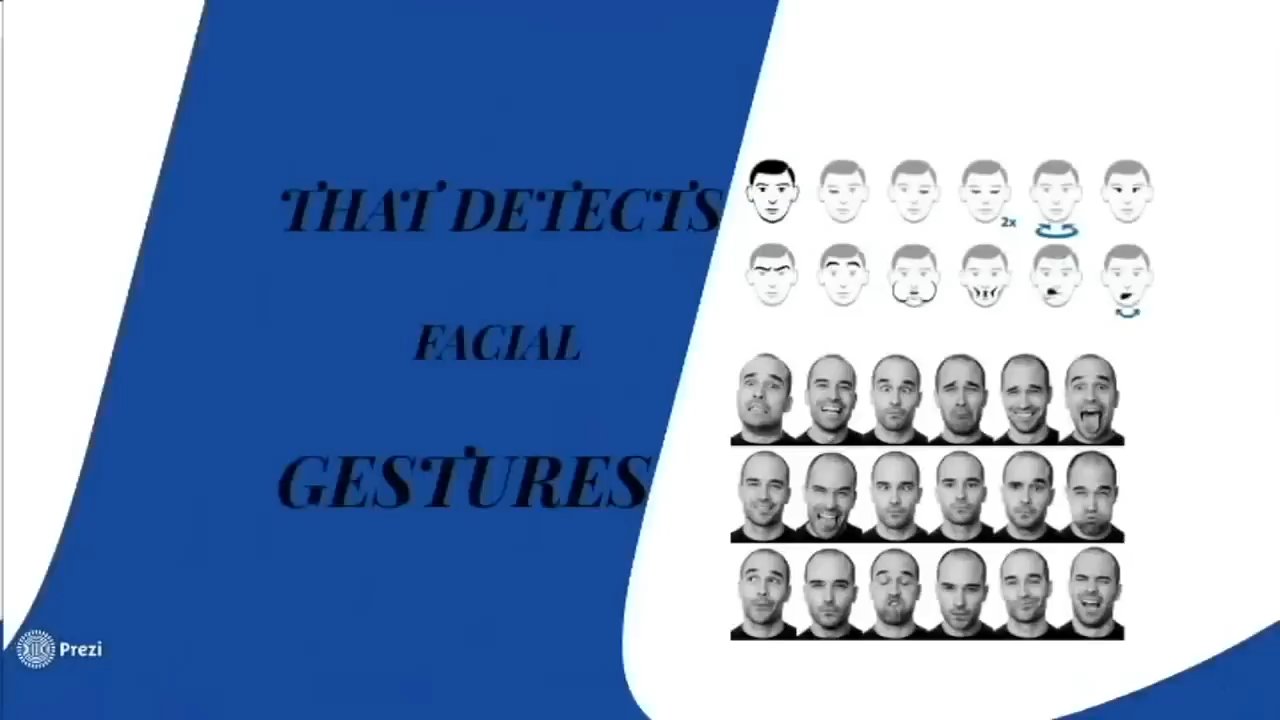 THAT DETECTS
FACIAL
GESTURES
2x
Prezi